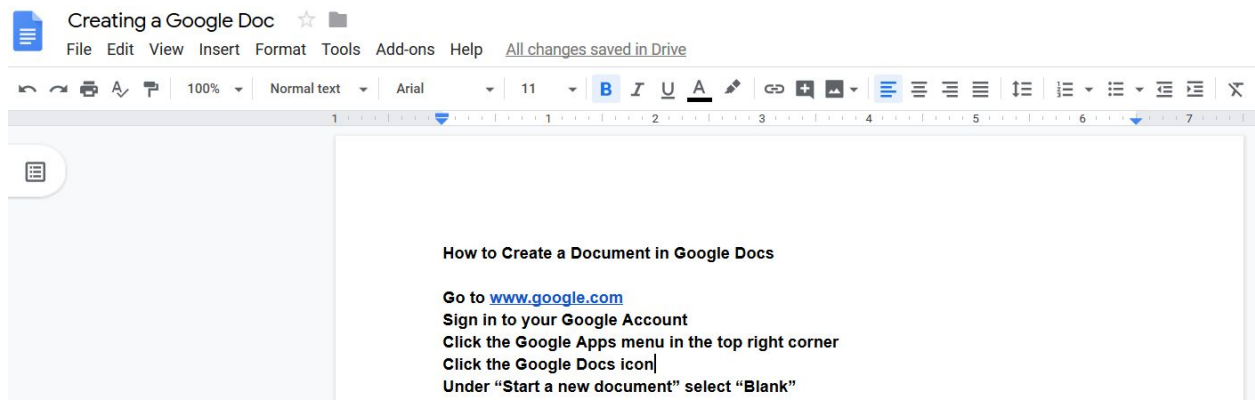 Creating a Google Doc
File Edit View Insert Format Tools Add-ons Help All changes saved in Drive
100% Normal text Arial 11 B I U A
1 1 2 3 4 5 6 7
How to Create a Document in Google Docs
Go to www.google.com
Sign in to your Google Account
Click the Google Apps menu in the top right corner
Click the Google Docs icon
Under “Start a new document” select “Blank”